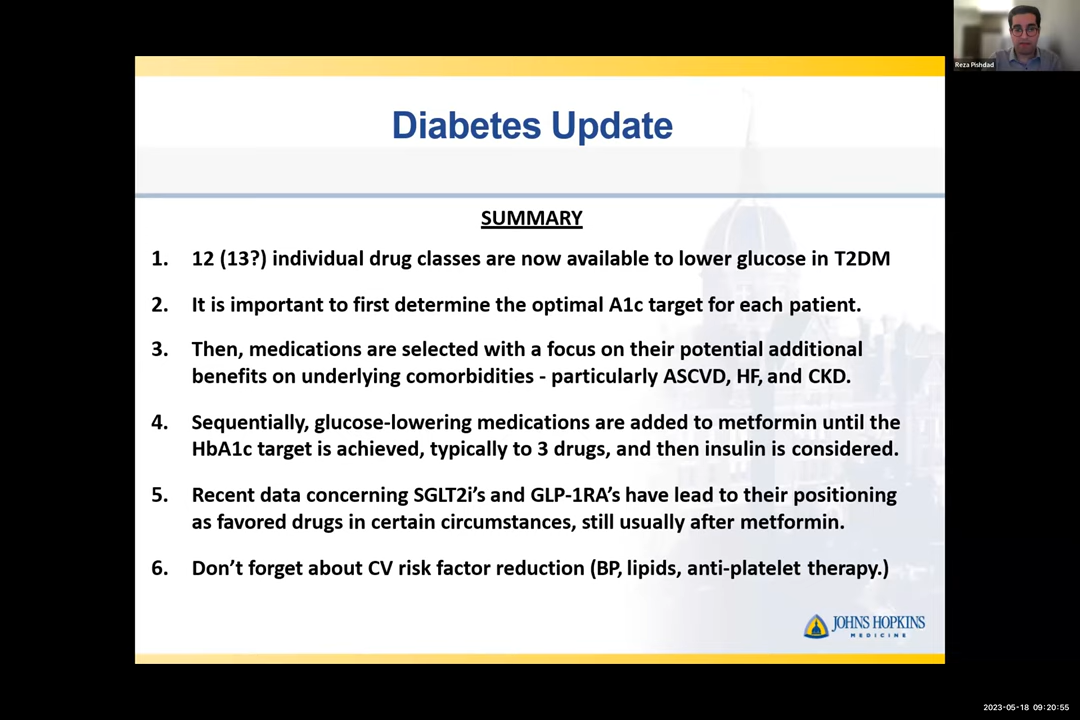 Reza Pishdad
Diabetes Update
SUMMARY
1. 12 (13?) individual drug classes are now available to lower glucose in T2DM
2. It is important to first determine the optimal A1c target for each patient.
3. Then, medications are selected with a focus on their potential additional
benefits on underlying comorbidities - particularly ASCVD, HF, and CKD.
4. Sequentially, glucose-lowering medications are added to metformin until the
HbA1c target is achieved, typically to 3 drugs, and then insulin is considered.
5. Recent data concerning SGLT2i’s and GLP-1RA’s have lead to their positioning
as favored drugs in certain circumstances, still usually after metformin.
6. Don’t forget about CV risk factor reduction (BP, lipids, anti-platelet therapy.)
JOHNS HOPKINS
MEDICINE
2023-05-18 09:20:55